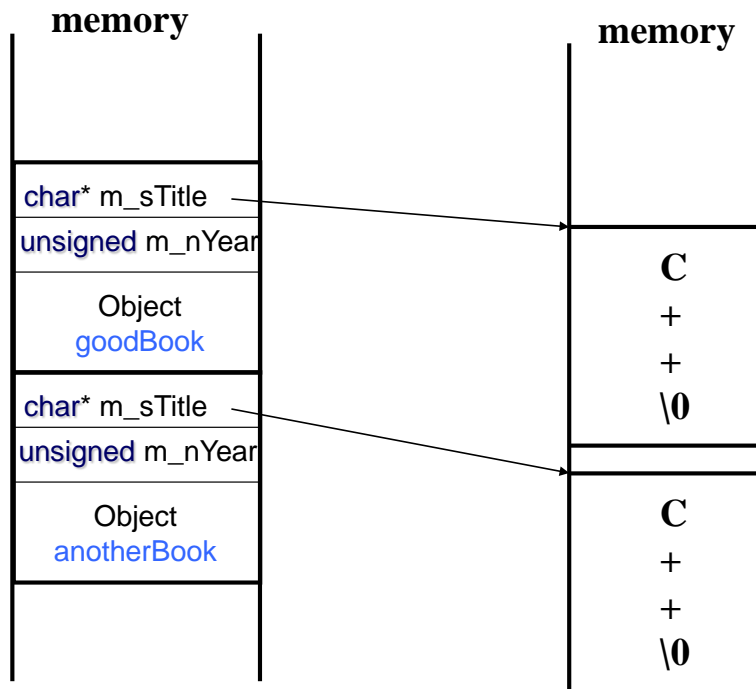 memory
char* m_sTitle
unsigned m_nYear
Object
goodBook
char* m_sTitle
unsigned m_nYear
Object
anotherBook
memory
C
+
+
\0
C
+
+
\0